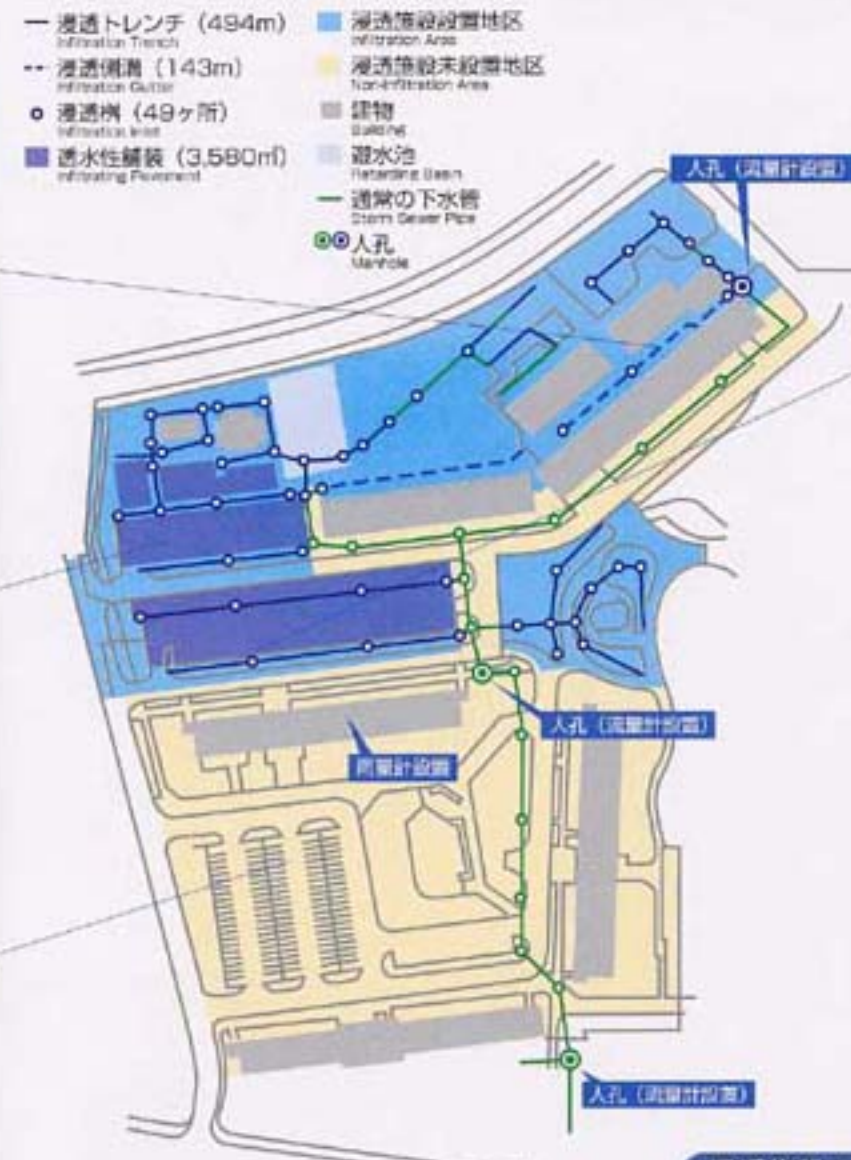 浸透トレンチ（494m）
Infiltration Trench
浸透側溝（143m）
Infiltration Gutter
浸透桝（49ヶ所）
Infiltration Inlet
透水性舗装（3,580㎡）
Infiltrating Pavement
浸透施設設置地区
Infiltration Area
浸透施設未設置地区
Non-Infiltration Area
建物
Building
遊水池
Retarding Basin
通常の下水管
Storm Sewer Pipe
人孔
Manhole
人孔（流量計設置）
人孔（流量計設置）
雨量計設置
人孔（流量計設置）